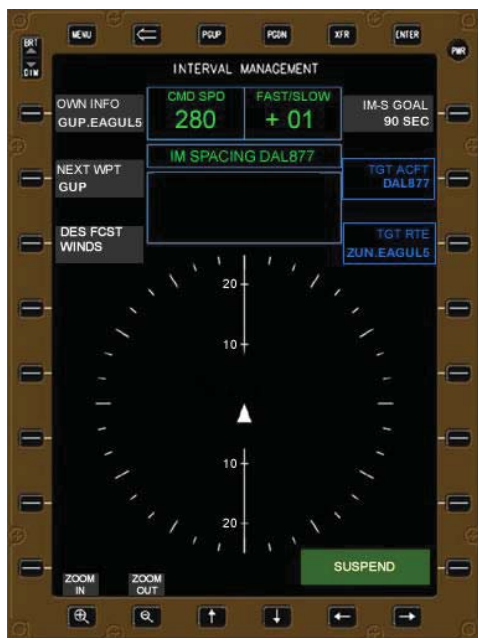 MENU
PGUP
PGDN
XFR
ENTER
BRT
DIM
PWR
INTERVAL MANAGEMENT
OWN INFO
GUP.EAGUL5
CMD SPD
280
FAST/SLOW
+ 01
IM-S GOAL
90 SEC
IM SPACING DAL877
NEXT WPT
GUP
TGT ACFT
DAL877
DES FCST
WINDS
TGT RTE
ZUN.EAGUL5
20
10
10
20
SUSPEND
ZOOM
IN
ZOOM
OUT